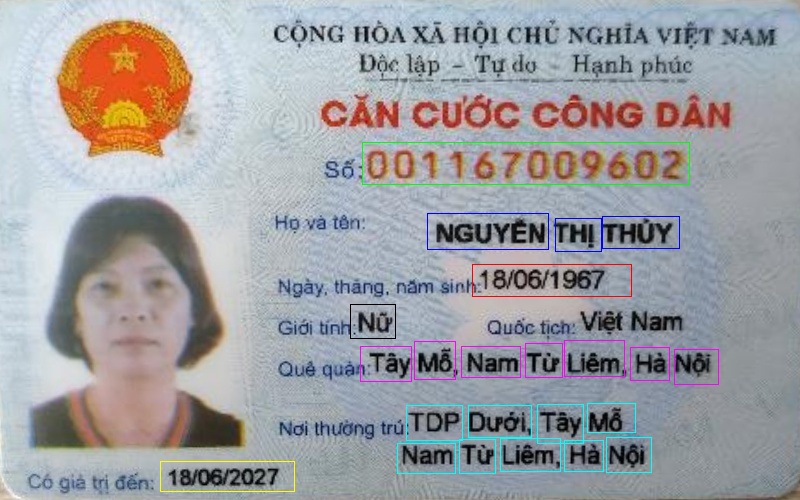 CỘNG HÒA XÃ HỘI CHỦ NGHĨA VIỆT NAM
Độc lập - Tự do - Hạnh phúc
CĂN CƯỚC CÔNG DÂN
Số: 001167009602
Họ và tên: NGUYỄN THỊ THỦY
Ngày, tháng, năm sinh: 18/06/1967
Giới tính: Nữ Quốc tịch: Việt Nam
Quê quán: Tây Mỗ, Nam Từ Liêm, Hà Nội
Nơi thường trú: TDP Dưới, Tây Mỗ
Nam Từ Liêm, Hà Nội
Có giá trị đến: 18/06/2027